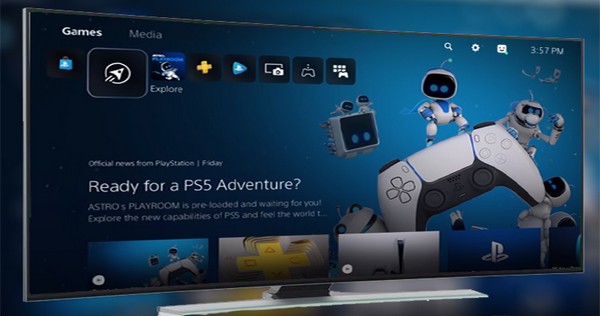 Games Media
3:57 PM
ASTRO's
PLAYROOM
Explore
Official news from PlayStation | Friday
Ready for a PS5 Adventure?
ASTRO s PLAYROOM is pre-loaded and waiting for you!
Explore the new capabilities of PS5 and feel the world t...